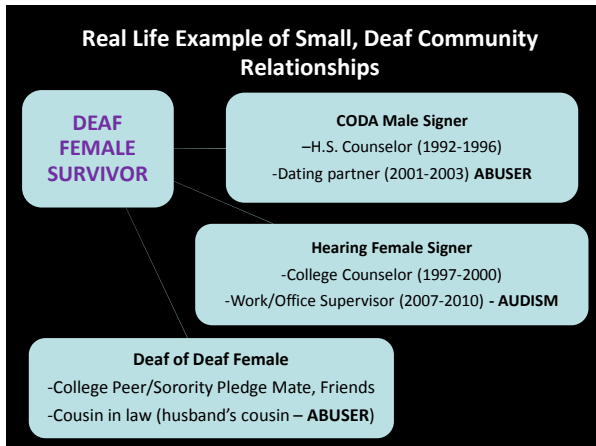 Real Life Example of Small, Deaf Community
Relationships
DEAF
FEMALE
SURVIVOR
CODA Male Signer
–H.S. Counselor (1992-1996)
-Dating partner (2001-2003) ABUSER
Hearing Female Signer
-College Counselor (1997-2000)
-Work/Office Supervisor (2007-2010) - AUDISM
Deaf of Deaf Female
-College Peer/Sorority Pledge Mate, Friends
-Cousin in law (husband’s cousin – ABUSER)